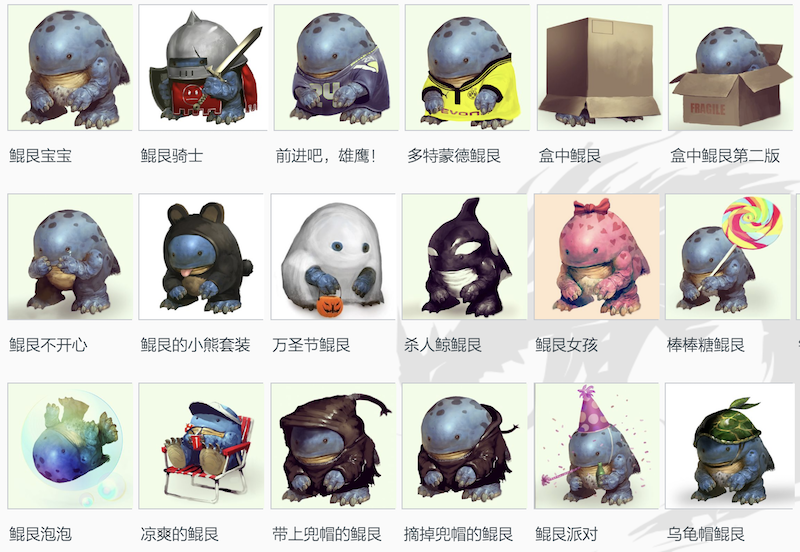 FRAGILE
鲲艮宝宝
鲲艮骑士
前进吧，雄鹰！
多特蒙德鲲艮
盒中鲲艮
盒中鲲艮第二版
鲲艮不开心
鲲艮的小熊套装
万圣节鲲艮
杀人鲸鲲艮
鲲艮女孩
棒棒糖鲲艮
鲲艮泡泡
凉爽的鲲艮
带上兜帽的鲲艮
摘掉兜帽的鲲艮
鲲艮派对
乌龟帽鲲艮